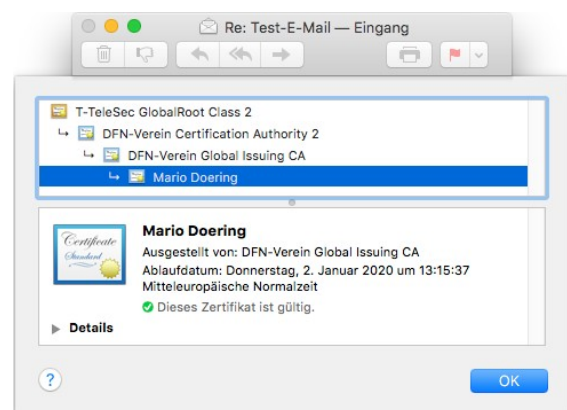 Re: Test-E-Mail — Eingang
T-TeleSec GlobalRoot Class 2
DFN-Verein Certification Authority 2
DFN-Verein Global Issuing CA
Mario Doering
Certificate
Standard
Mario Doering
Ausgestellt von: DFN-Verein Global Issuing CA
Ablaufdatum: Donnerstag, 2. Januar 2020 um 13:15:37
Mitteleuropäische Normalzeit
Dieses Zertifikat ist gültig.
Details
?
OK